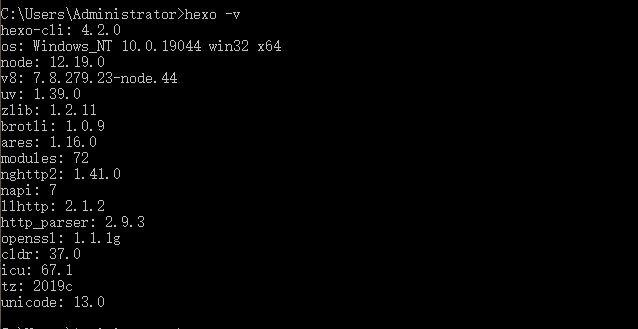 C:\Users\Administrator>hexo -v
hexo-cli: 4.2.0
os: Windows_NT 10.0.19044 win32 x64
node: 12.19.0
v8: 7.8.279.23-node.44
uv: 1.39.0
zlib: 1.2.11
brotli: 1.0.9
ares: 1.16.0
modules: 72
nghttp2: 1.41.0
napi: 7
llhttp: 2.1.2
http_parser: 2.9.3
openssl: 1.1.1g
cldr: 37.0
icu: 67.1
tz: 2019c
unicode: 13.0